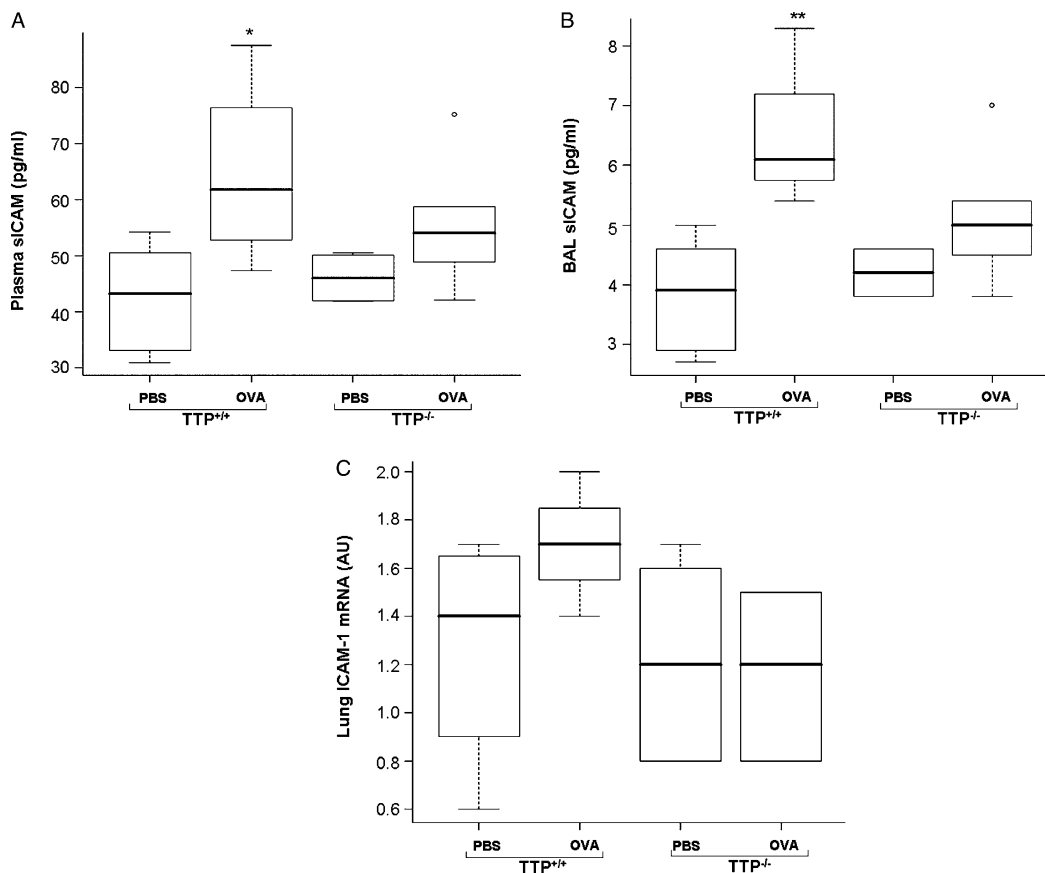 A
*
Plasma sICAM (pg/ml)
80
70
60
50
40
30
PBS
OVA
PBS
OVA
TTP+/+
TTP-/-
B
**
BAL sICAM (pg/ml)
8
7
6
5
4
3
PBS
OVA
PBS
OVA
TTP+/+
TTP-/-
C
Lung ICAM-1 mRNA (AU)
2.0
1.8
1.6
1.4
1.2
1.0
0.8
0.6
PBS
OVA
PBS
OVA
TTP+/+
TTP-/-